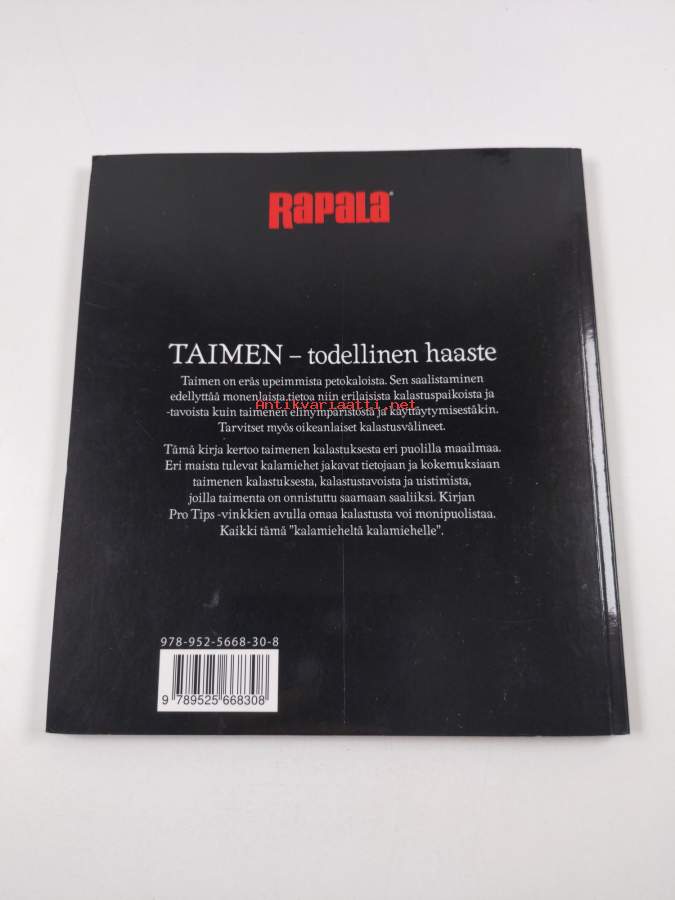 Rapala®
TAIMEN – todellinen haaste
Taimen on eräs upeimmista petokaloista. Sen saalistaminen
edellyttää monenlaista tietoa niin erilaisista kalastuspaikoista ja
Antikvariaatti.net
-tavoista kuin taimenen elinympäristöstä ja käyttäytymisestäkin.
Tarvitset myös oikeanlaiset kalastusvälineet.
Tämä kirja kertoo taimenen kalastuksesta eri puolilla maailmaa.
Eri maista tulevat kalamiehet jakavat tietojaan ja kokemuksiaan
taimenen kalastuksesta, kalastustavoista ja uistimista,
joilla taimenta on onnistuttu saamaan saaliiksi. Kirjan
Pro Tips -vinkkien avulla omaa kalastusta voi monipuolistaa.
Kaikki tämä "kalamieheltä kalamiehelle".
978-952-5668-30-8
9 789525 668308